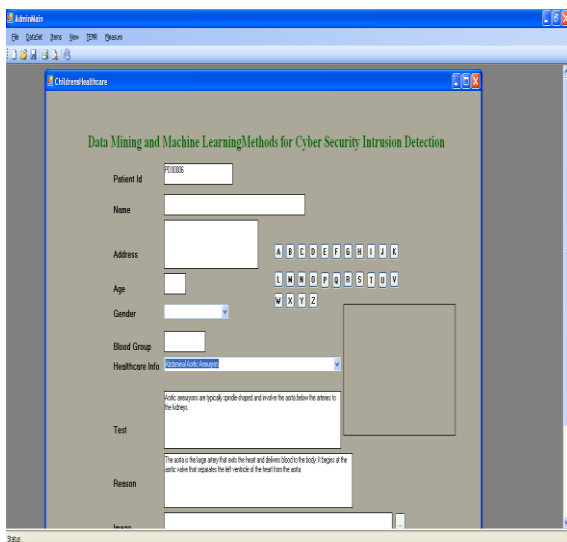 AdminMain
File DataSet Items View TEMR Measure
ChildrensHealthcare
Data Mining and Machine LearningMethods for Cyber Security Intrusion Detection
Patient Id
Name
Address
A B C D E F G H I J K
L M N O P Q R S T U V
W X Y Z
Age
Gender
Blood Group
Healthcare Info Abdominal Aortic Aneurysm
Test Aortic aneurysms are typically spindle-shaped and involve the aorta below the arteries to
the kidneys.
Reason The aorta is the large artery that exits the heart and delivers blood to the body. It begins at the
aortic valve that separates the left ventricle of the heart from the aorta
Image ...
Status